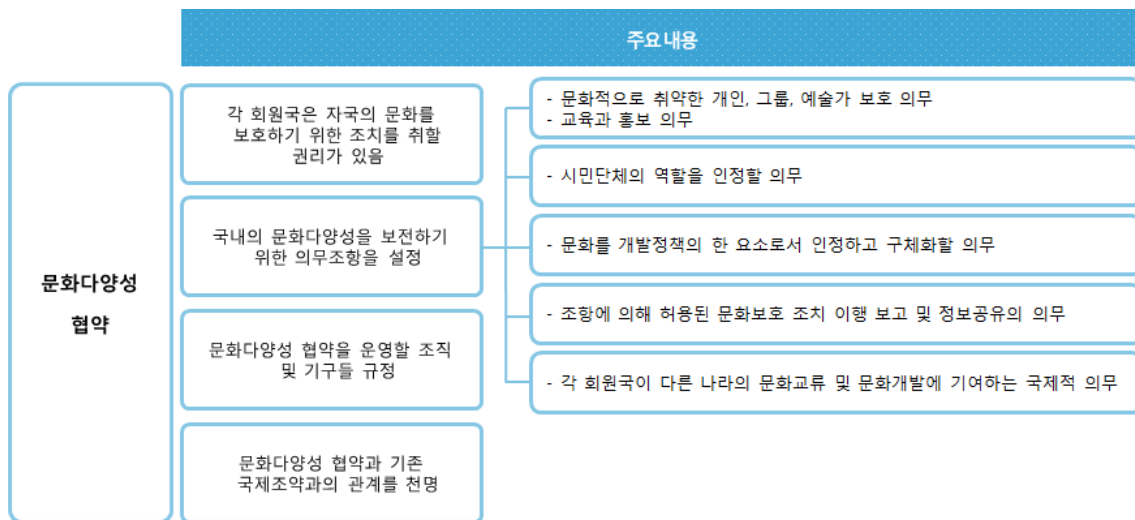 주요내용
문화다양성
협약
각 회원국은 자국의 문화를
보호하기 위한 조치를 취할
권리가 있음
국내의 문화다양성을 보전하기
위한 의무조항을 설정
- 문화적으로 취약한 개인, 그룹, 예술가 보호 의무
- 교육과 홍보 의무
- 시민단체의 역할을 인정할 의무
- 문화를 개발정책의 한 요소로서 인정하고 구체화할 의무
- 조항에 의해 허용된 문화보호 조치 이행 보고 및 정보공유의 의무
- 각 회원국이 다른 나라의 문화교류 및 문화개발에 기여하는 국제적 의무
문화다양성 협약을 운영할 조직
및 기구들 규정
문화다양성 협약과 기존
국제조약과의 관계를 천명